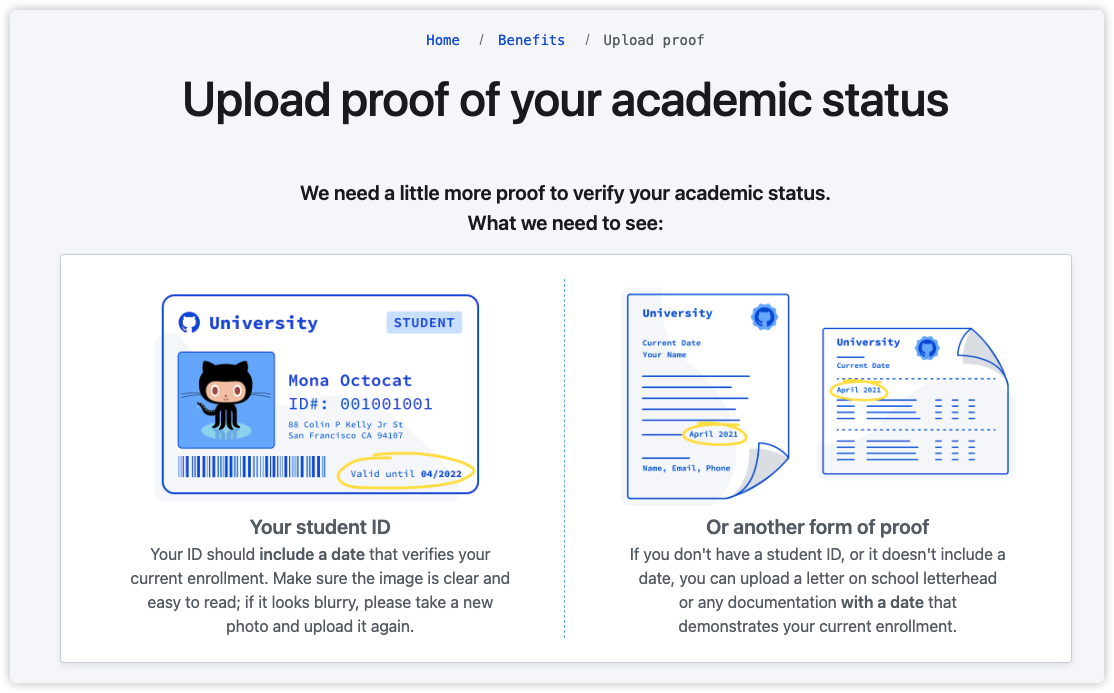 Home / Benefits / Upload proof
Upload proof of your academic status
We need a little more proof to verify your academic status.
What we need to see:
University STUDENT
Mona Octocat
ID#: 001001001
88 Colin P Kelly Jr St
San Francisco CA 94107
Valid until 04/2022
University
Current Date
Your Name
April 2021
Name, Email, Phone
University
Current Date
April 2021
Your student ID
Your ID should include a date that verifies your
current enrollment. Make sure the image is clear and
easy to read; if it looks blurry, please take a new
photo and upload it again.
Or another form of proof
If you don't have a student ID, or it doesn't include a
date, you can upload a letter on school letterhead
or any documentation with a date that
demonstrates your current enrollment.